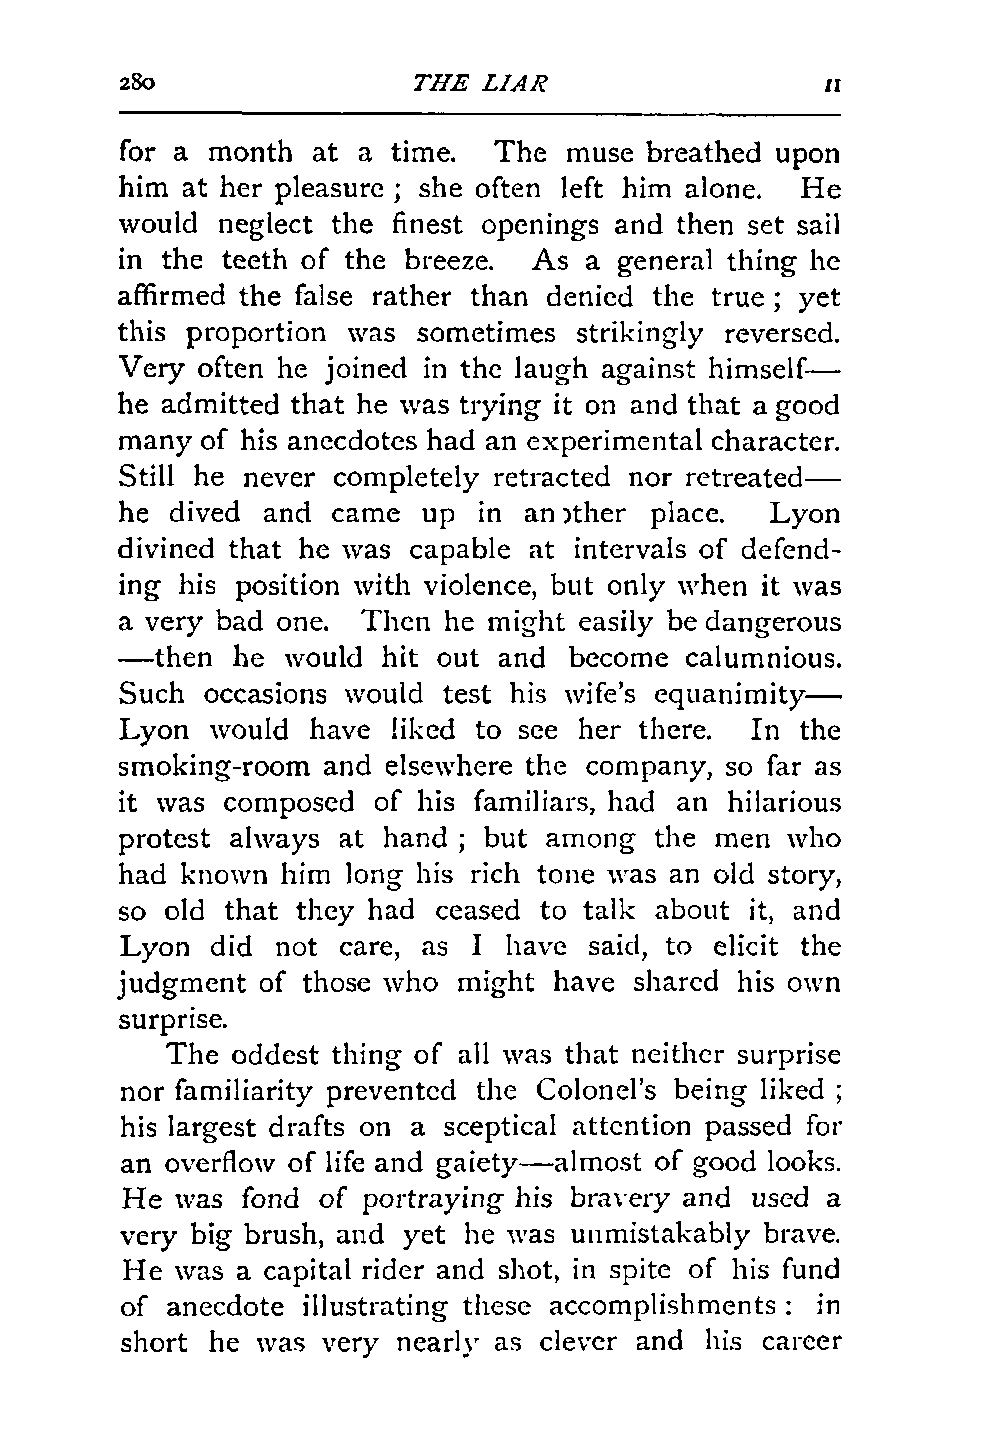 280 THE LIAR II
for a month at a time. The muse breathed upon
him at her pleasure ; she often left him alone. He
would neglect the finest openings and then set sail
in the teeth of the breeze. As a general thing he
affirmed the false rather than denied the true ; yet
this proportion was sometimes strikingly reversed.
Very often he joined in the laugh against himself—
he admitted that he was trying it on and that a good
many of his anecdotes had an experimental character.
Still he never completely retracted nor retreated—
he dived and came up in another place. Lyon
divined that he was capable at intervals of defend-
ing his position with violence, but only when it was
a very bad one. Then he might easily be dangerous
—then he would hit out and become calumnious.
Such occasions would test his wife's equanimity—
Lyon would have liked to see her there. In the
smoking-room and elsewhere the company, so far as
it was composed of his familiars, had an hilarious
protest always at hand ; but among the men who
had known him long his rich tone was an old story,
so old that they had ceased to talk about it, and
Lyon did not care, as I have said, to elicit the
judgment of those who might have shared his own
surprise.
The oddest thing of all was that neither surprise
nor familiarity prevented the Colonel's being liked ;
his largest drafts on a sceptical attention passed for
an overflow of life and gaiety—almost of good looks.
He was fond of portraying his bravery and used a
very big brush, and yet he was unmistakably brave.
He was a capital rider and shot, in spite of his fund
of anecdote illustrating these accomplishments : in
short he was very nearly as clever and his career